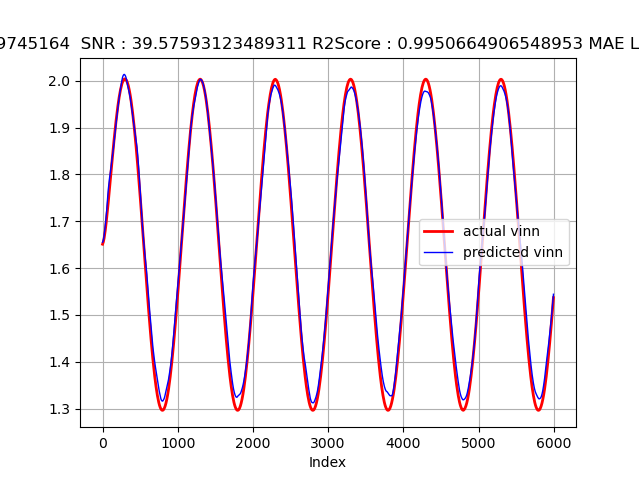 9745164 SNR : 39.57593123489311 R2Score : 0.9950664906548953 MAE L
2.0
1.9
1.8
1.7
1.6
1.5
1.4
1.3
actual vinn
predicted vinn
0 1000 2000 3000 4000 5000 6000
Index